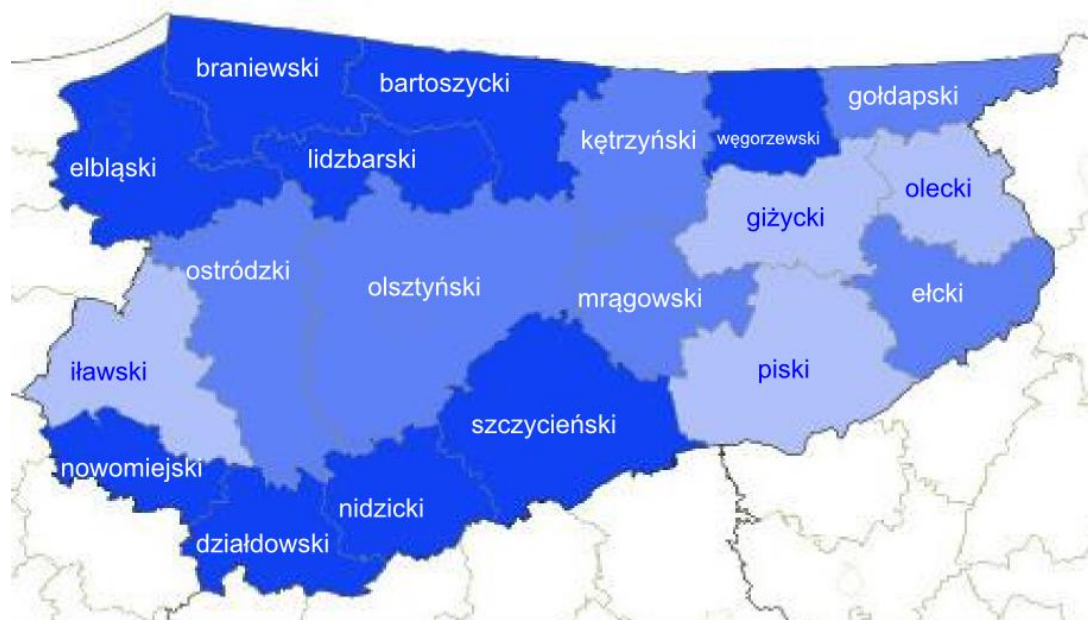 braniewski
bartoszycki
gołdapski
kętrzyński
węgorzewski
elbląski
lidzbarski
olecki
giżycki
ostródzki
olsztyński
mrągowski
ełcki
iławski
piski
szczycieński
nowomiejski
nidzicki
działdowski